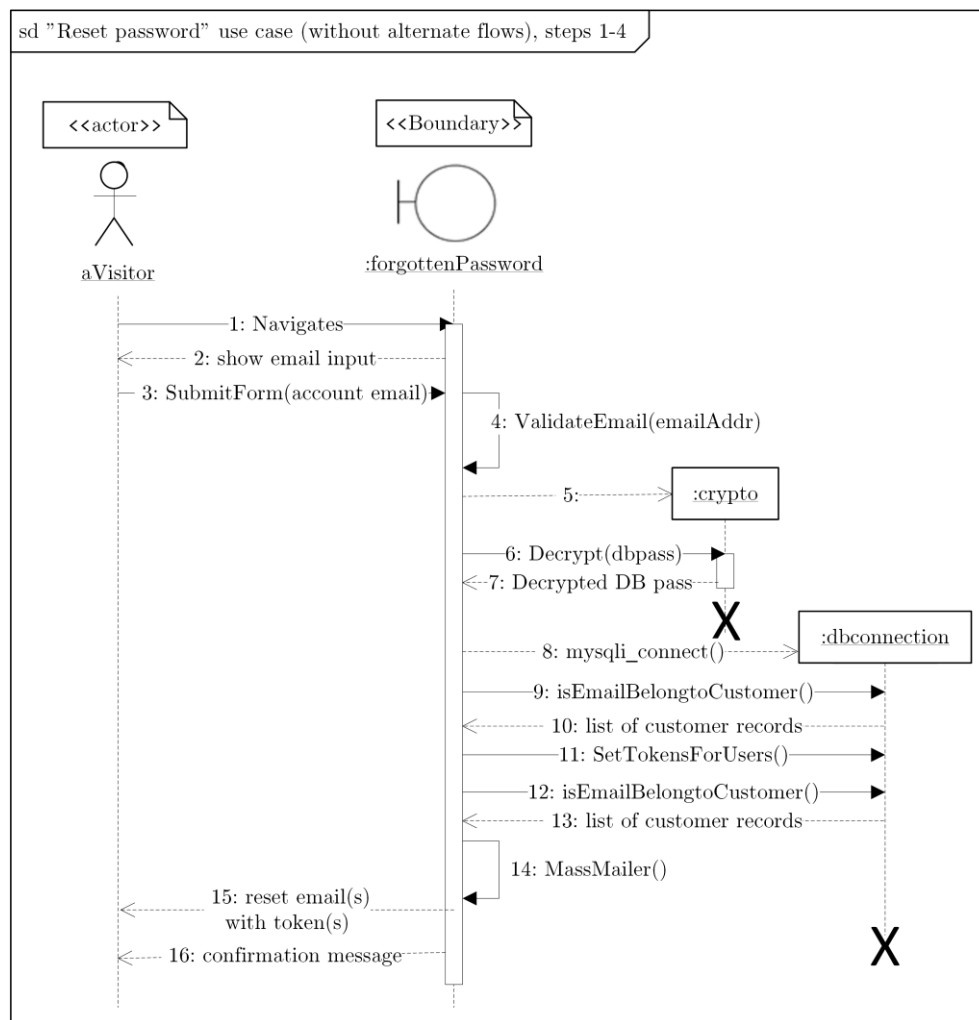 sd "Reset password" use case (without alternate flows), steps 1-4
<<actor>>
<<Boundary>>
aVisitor
:forgottenPassword
1: Navigates
2: show email input
3: SubmitForm(account email)
4: ValidateEmail(emailAddr)
5:
:crypto
6: Decrypt(dbpass)
7: Decrypted DB pass
X
:dbconnection
8: mysqli_connect()
9: isEmailBelongtoCustomer()
10: list of customer records
11: SetTokensForUsers()
12: isEmailBelongtoCustomer()
13: list of customer records
14: MassMailer()
15: reset email(s)
with token(s)
X
16: confirmation message